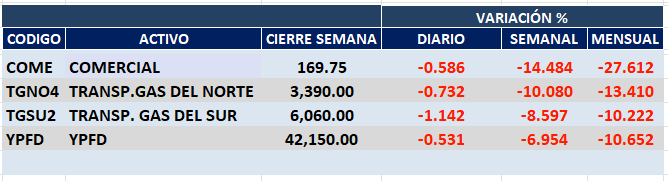 VARIACIÓN %
CODIGO ACTIVO CIERRE SEMANA DIARIO SEMANAL MENSUAL
COME COMERCIAL 169.75 -0.586 -14.484 -27.612
TGNO4 TRANSP.GAS DEL NORTE 3,390.00 -0.732 -10.080 -13.410
TGSU2 TRANSP. GAS DEL SUR 6,060.00 -1.142 -8.597 -10.222
YPFD YPFD 42,150.00 -0.531 -6.954 -10.652